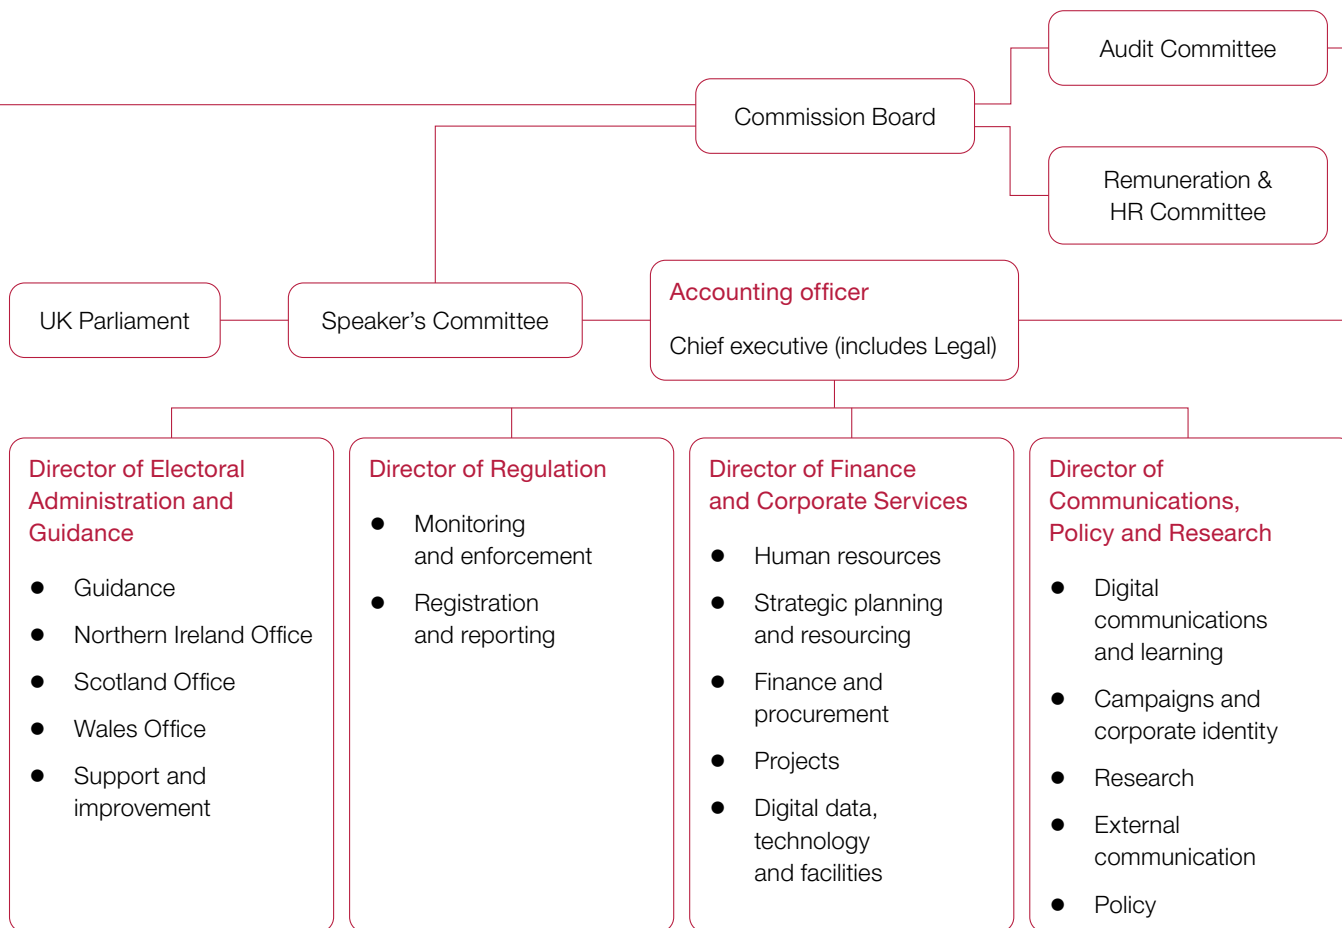 Audit Committee
Commission Board
Remuneration &
HR Committee
UK Parliament
Speaker’s Committee
Accounting officer
Chief executive (includes Legal)
Director of Electoral
Administration and
Guidance
● Guidance
● Northern Ireland Office
● Scotland Office
● Wales Office
● Support and
improvement
Director of Regulation
● Monitoring
and enforcement
● Registration
and reporting
Director of Finance
and Corporate Services
● Human resources
● Strategic planning
and resourcing
● Finance and
procurement
● Projects
● Digital data,
technology
and facilities
Director of
Communications,
Policy and Research
● Digital
communications
and learning
● Campaigns and
corporate identity
● Research
● External
communication
● Policy